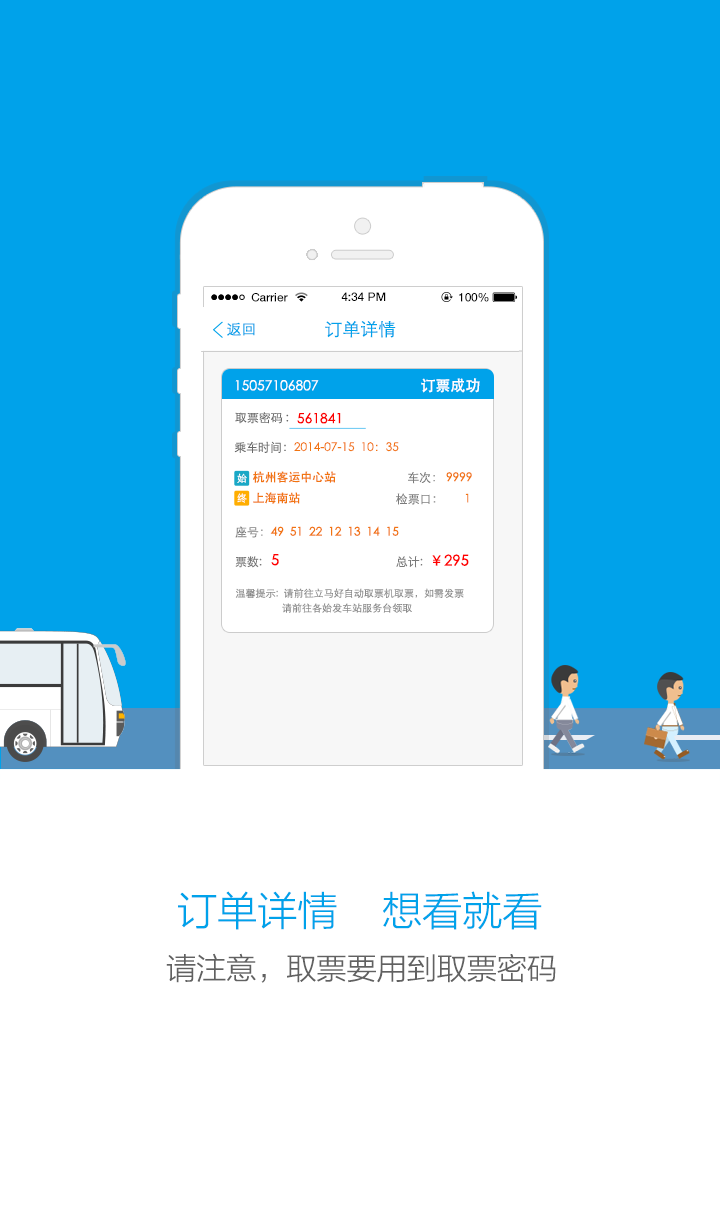 Carrier 4:34 PM 100%
返回 订单详情
15057106807 订票成功
取票密码: 561841
乘车时间: 2014-07-15 10: 35
始 杭州客运中心站 车次: 9999
终 上海南站 检票口: 1
座号: 49 51 22 12 13 14 15
票数: 5 总计: ¥295
温馨提示: 请前往立马好自动取票机取票，如需发票
请前往各始发车站服务台领取
订单详情 想看就看
请注意，取票要用到取票密码